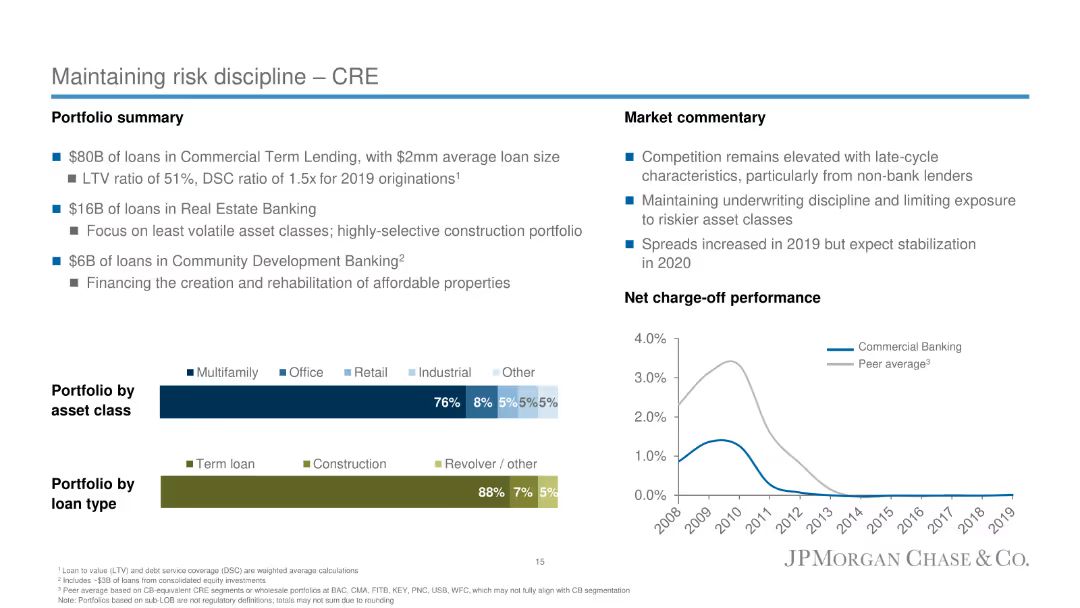 Maintaining risk discipline – CRE
Portfolio summary
$80B of loans in Commercial Term Lending, with $2mm average loan size
LTV ratio of 51%, DSC ratio of 1.5x for 2019 originations1
$16B of loans in Real Estate Banking
Focus on least volatile asset classes; highly-selective construction portfolio
$6B of loans in Community Development Banking2
Financing the creation and rehabilitation of affordable properties
Market commentary
Competition remains elevated with late-cycle
characteristics, particularly from non-bank lenders
Maintaining underwriting discipline and limiting exposure
to riskier asset classes
Spreads increased in 2019 but expect stabilization
in 2020
Net charge-off performance
4.0%
3.0%
2.0%
1.0%
0.0%
Commercial Banking
Peer average3
2008 2009 2010 2011 2012 2013 2014 2015 2016 2017 2018 2019
Portfolio by
asset class
Multifamily Office Retail Industrial Other
76% 8% 5% 5% 5%
Portfolio by
loan type
Term loan Construction Revolver / other
88% 7% 5%
15
JPMORGAN CHASE & CO.
1 Loan to value (LTV) and debt service coverage (DSC) are weighted average calculations
2 Includes ~$3B of loans from consolidated equity investments
3 Peer average based on CB-equivalent CRE segments or wholesale portfolios at BAC, CMA, FITB, KEY, PNC, USB, WFC, which may not fully align with CB segmentation
Note: Portfolios based on sub-LOB are not regulatory definitions; totals may not sum due to rounding